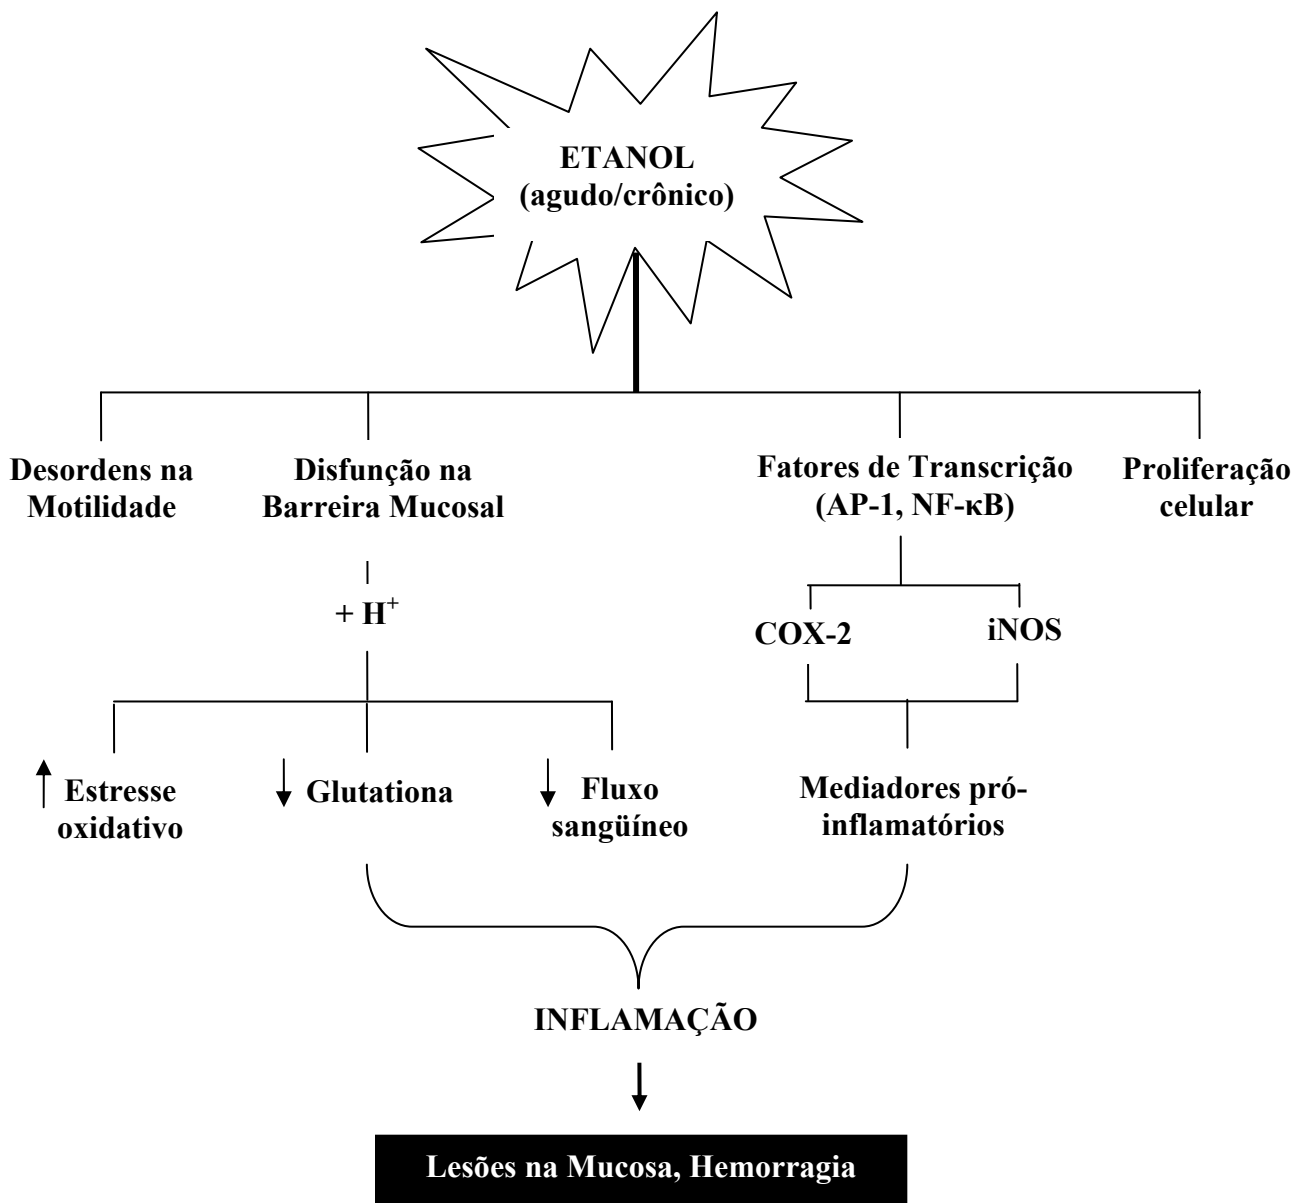 ETANOL
(agudo/crônico)
Desordens na
Motilidade
Disfunção na
Barreira Mucosal
Fatores de Transcrição
(AP-1, NF-κB)
Proliferação
celular
+ H⁺
COX-2
iNOS
↑ Estresse
oxidativo
↓ Glutationa
↓ Fluxo
sangüíneo
Mediadores pró-
inflamatórios
INFLAMAÇÃO
Lesões na Mucosa, Hemorragia